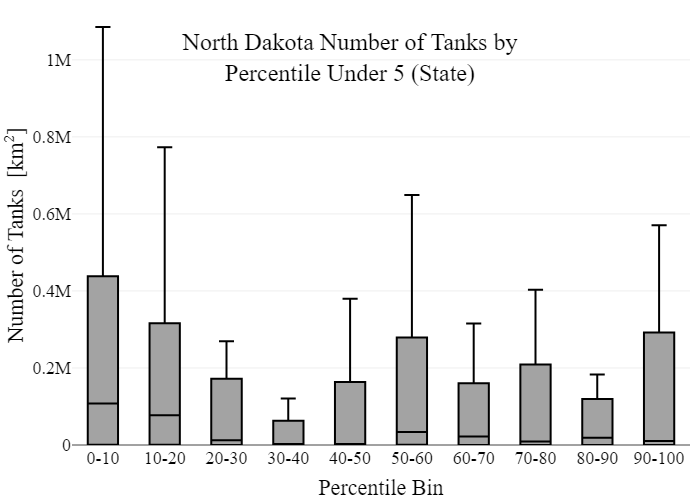 North Dakota Number of Tanks by
Percentile Under 5 (State)
Number of Tanks [km²]
1M
0.8M
0.6M
0.4M
0.2M
0
0-10 10-20 20-30 30-40 40-50 50-60 60-70 70-80 80-90 90-100
Percentile Bin